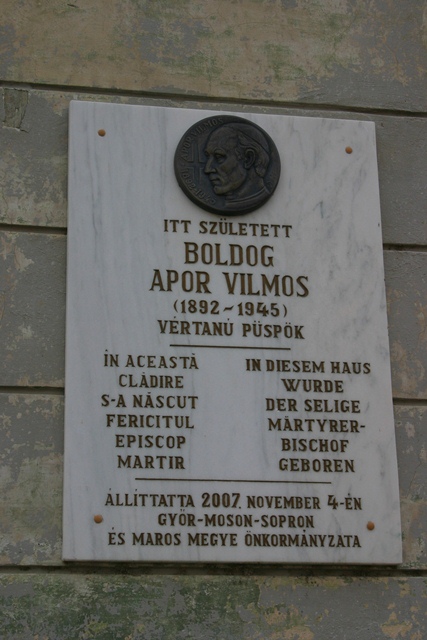 ITT SZÜLETETT
BOLDOG
APOR VILMOS
(1892~1945)
VÉRTANÚ PÜSPÖK
ÎN ACEASTĂ
CLĂDIRE
S-A NĂSCUT
FERICITUL
EPISCOP
MARTIR
IN DIESEM HAUS
WURDE
DER SELIGE
MÄRTYRER-
BISCHOF
GEBOREN
ÁLLÍTTATTA 2007. NOVEMBER 4-ÉN
GYŐR-MOSON-SOPRON
ÉS MAROS MEGYE ÖNKORMÁNYZATA